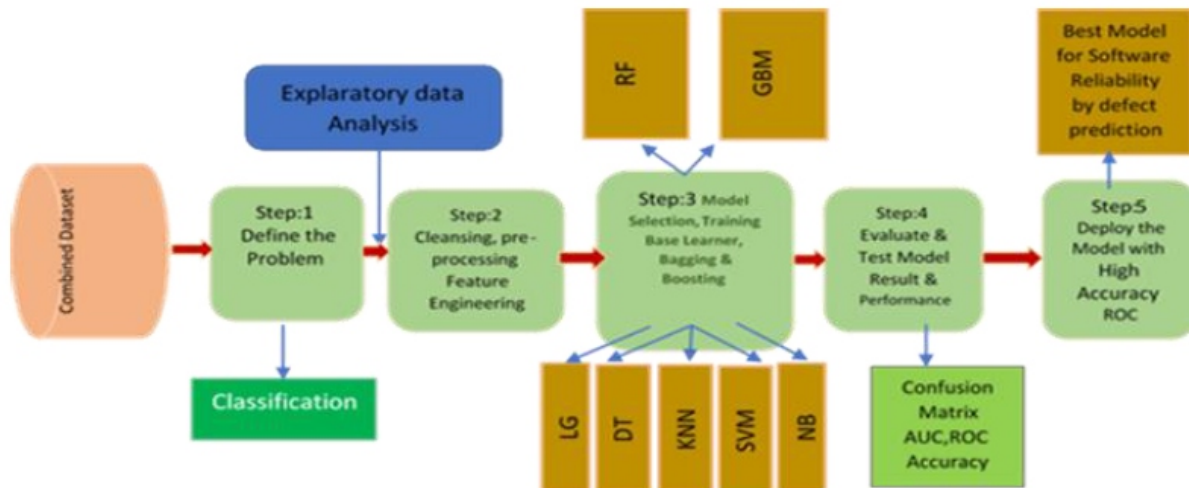 Combined Dataset
Explaratory data
Analysis
Step:1
Define the
Problem
Classification
Step:2
Cleansing, pre-
processing
Feature
Engineering
RF
GBM
Step:3 Model
Selection, Training
Base Learner,
Bagging &
Boosting
LG
DT
KNN
SVM
NB
Step:4
Evaluate &
Test Model
Result &
Performance
Confusion
Matrix
AUC,ROC
Accuracy
Step:5
Deploy the
Model with
High
Accuracy
ROC
Best Model
for Software
Reliability
by defect
prediction